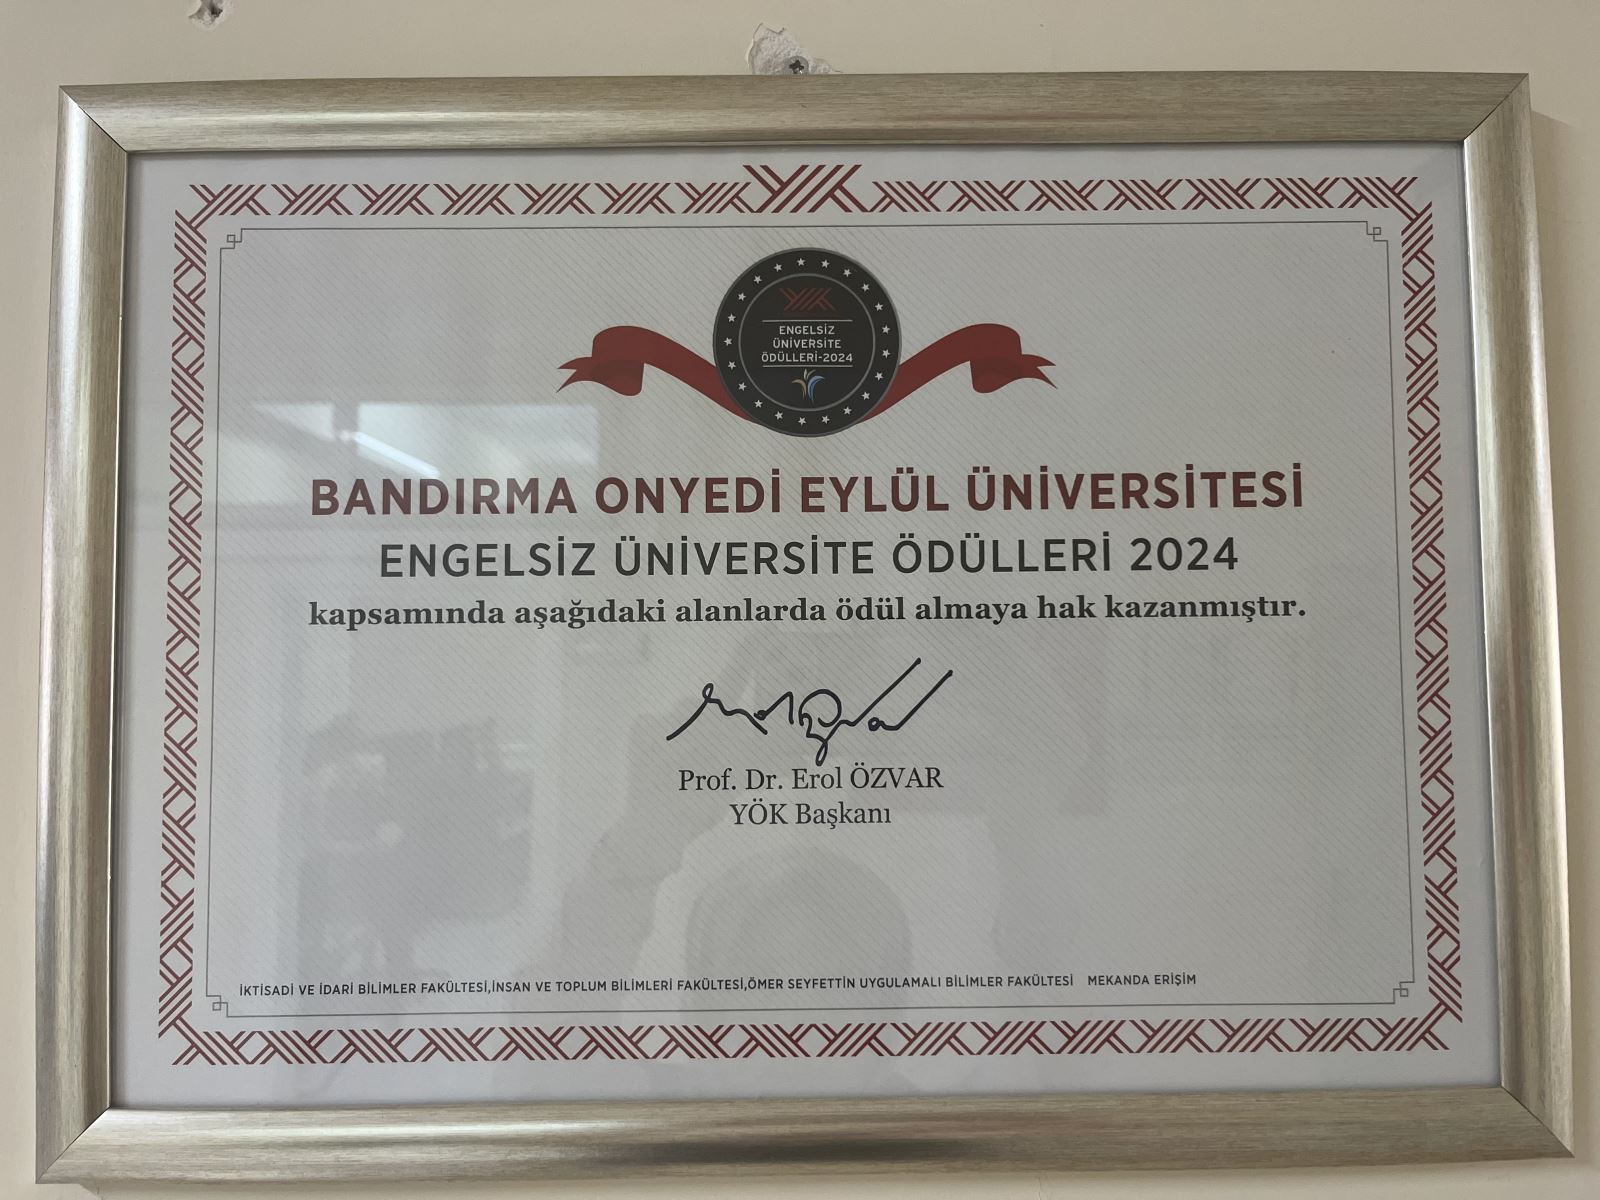 ENGELSİZ
ÜNİVERSİTE
ÖDÜLLERİ-2024
BANDIRMA ONYEDİ EYLÜL ÜNİVERSİTESİ
ENGELSİZ ÜNİVERSİTE ÖDÜLLERİ 2024
kapsamında aşağıdaki alanlarda ödül almaya hak kazanmıştır.
Prof. Dr. Erol ÖZVAR
YÖK Başkanı
İKTİSADİ VE İDARİ BİLİMLER FAKÜLTESİ,İNSAN VE TOPLUM BİLİMLERİ FAKÜLTESİ,ÖMER SEYFETTİN UYGULAMALI BİLİMLER FAKÜLTESİ MEKANDA ERİŞİM